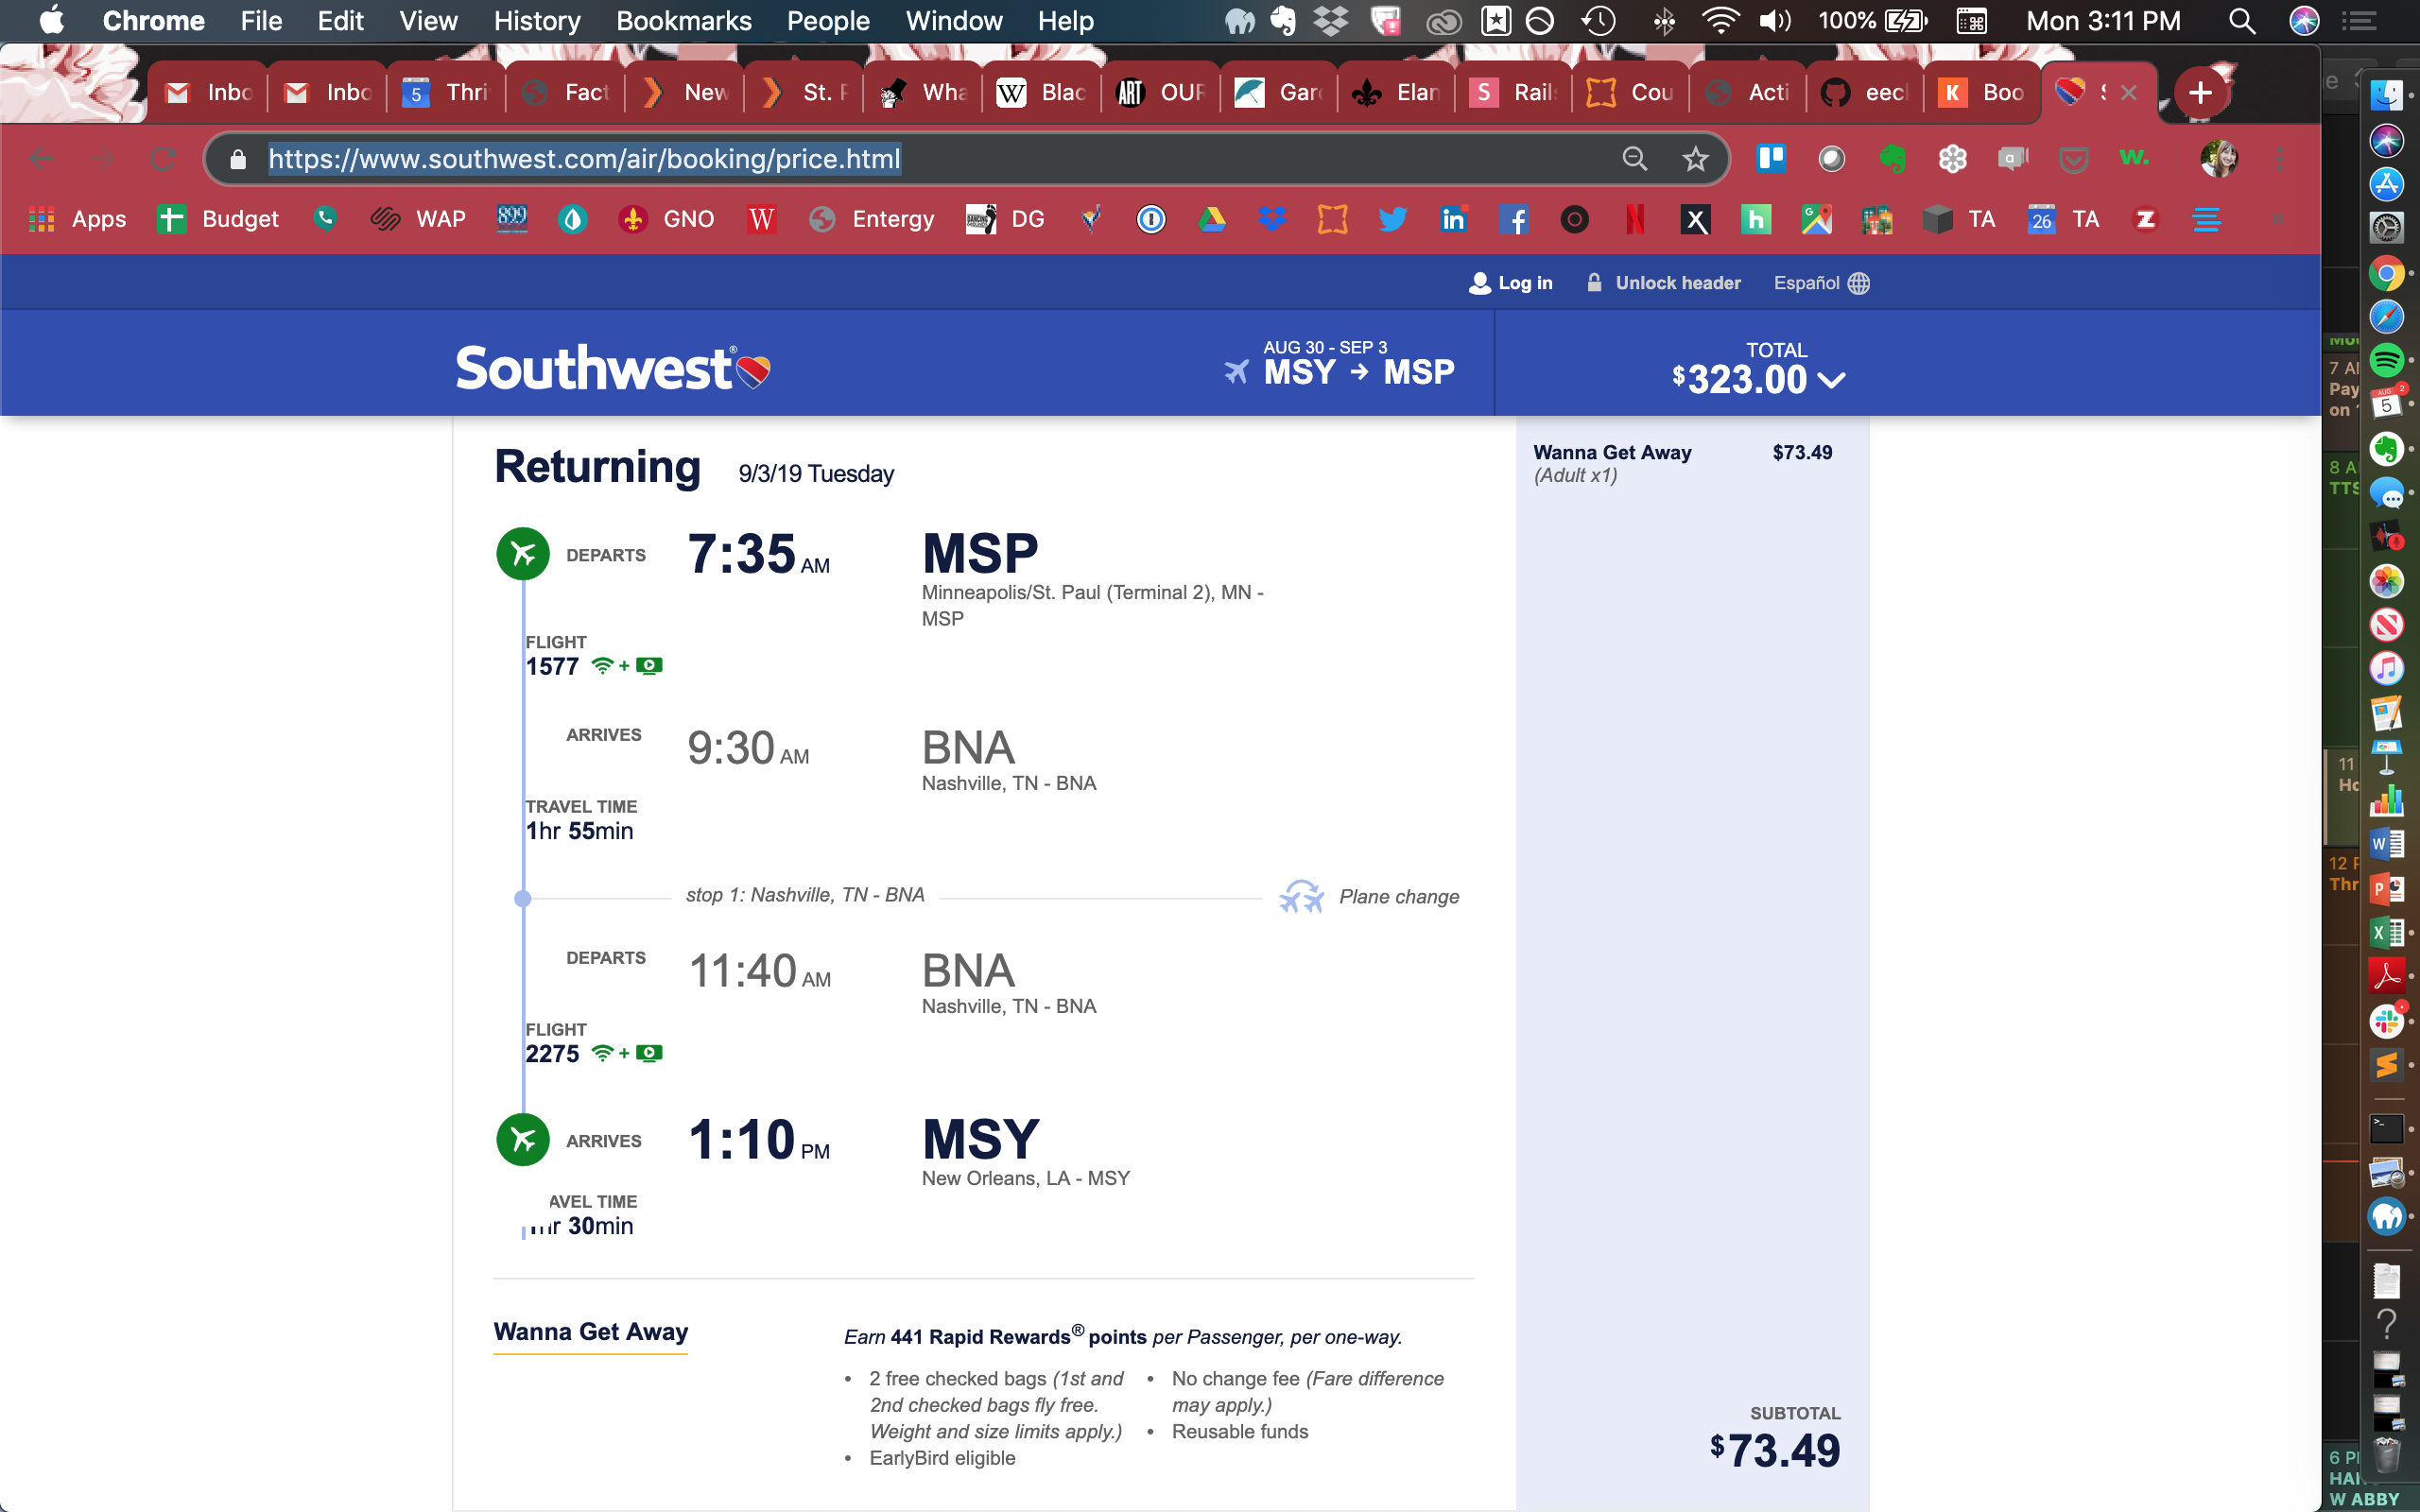 Chrome File Edit View History Bookmarks People Window Help 100% Mon 3:11 PM
Inbo Inbo 5 Thri Fact New St. P Wha W Blac ART OUR Gar Elan S Rails Cou Acti eecl K Boo
https://www.southwest.com/air/booking/price.html
Apps Budget WAP 899 GNO W Entergy DG TA 26 TA
Log in Unlock header Español
Southwest®
AUG 30 - SEP 3
MSY → MSP
TOTAL
$323.00
Returning 9/3/19 Tuesday
Wanna Get Away $73.49
(Adult x1)
DEPARTS 7:35 AM MSP
Minneapolis/St. Paul (Terminal 2), MN -
MSP
FLIGHT
1577 +
ARRIVES 9:30 AM BNA
Nashville, TN - BNA
TRAVEL TIME
1hr 55min
stop 1: Nashville, TN - BNA Plane change
DEPARTS 11:40 AM BNA
Nashville, TN - BNA
FLIGHT
2275 +
ARRIVES 1:10 PM MSY
New Orleans, LA - MSY
AVEL TIME
hr 30min
Wanna Get Away
Earn 441 Rapid Rewards® points per Passenger, per one-way.
• 2 free checked bags (1st and
2nd checked bags fly free.
Weight and size limits apply.)
• EarlyBird eligible
• No change fee (Fare difference
may apply.)
• Reusable funds
SUBTOTAL
$73.49
7 A
Pay
on
8 A
TTS
11
12 P
Thr
6 P
HAN
W ABBY